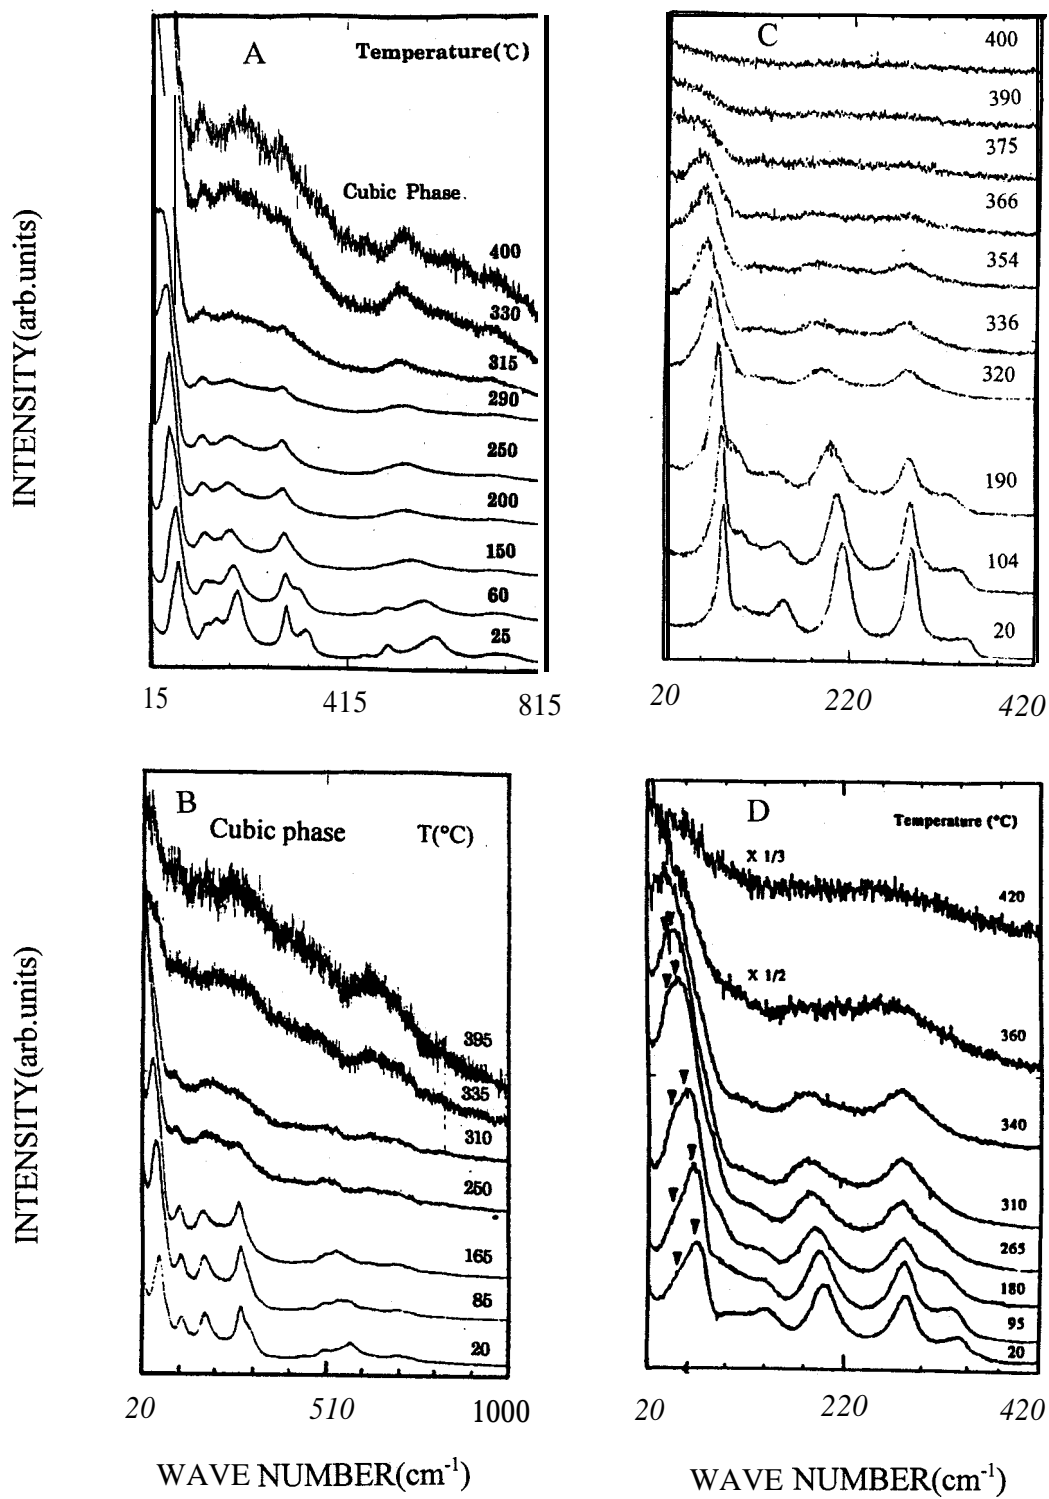 A
Temperature(℃)
Cubic Phase.
400
330
315
290
250
200
150
60
25
15 415 815
INTENSITY(arb.units)
C
400
390
375
366
354
336
320
190
104
20
20 220 420
B
Cubic phase T(°C)
395
335
310
250
165
85
20
20 510 1000
INTENSITY(arb.units)
WAVE NUMBER(cm-1)
D
Temperature (°C)
X 1/3
420
X 1/2
360
340
310
265
180
95
20
20 220 420
WAVE NUMBER(cm-1)